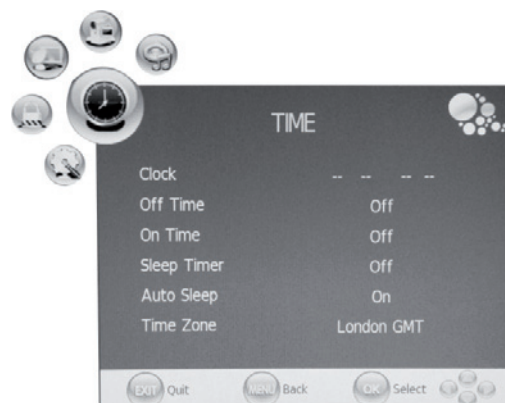 TIME
Clock -- -- -- --
Off Time Off
On Time Off
Sleep Timer Off
Auto Sleep On
Time Zone London GMT
EXIT Quit MENU Back OK Select